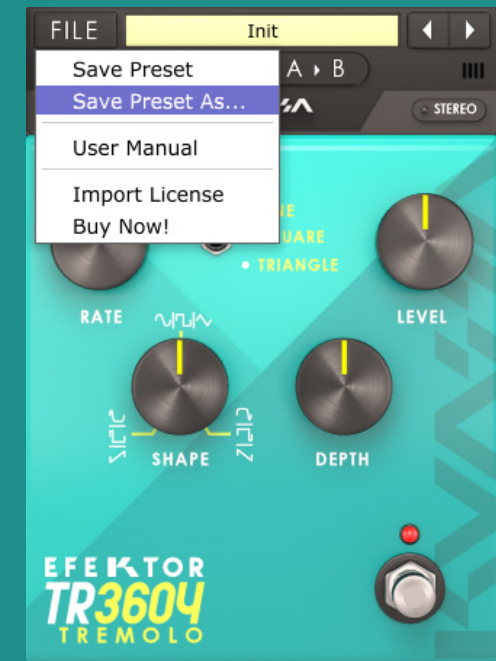 FILE
Init
Save Preset
A ▸ B
Save Preset As...
STEREO
User Manual
Import License
Buy Now!
TRIANGLE
RATE
LEVEL
SHAPE
DEPTH
EFEKTOR
TR3604
TREMOLO